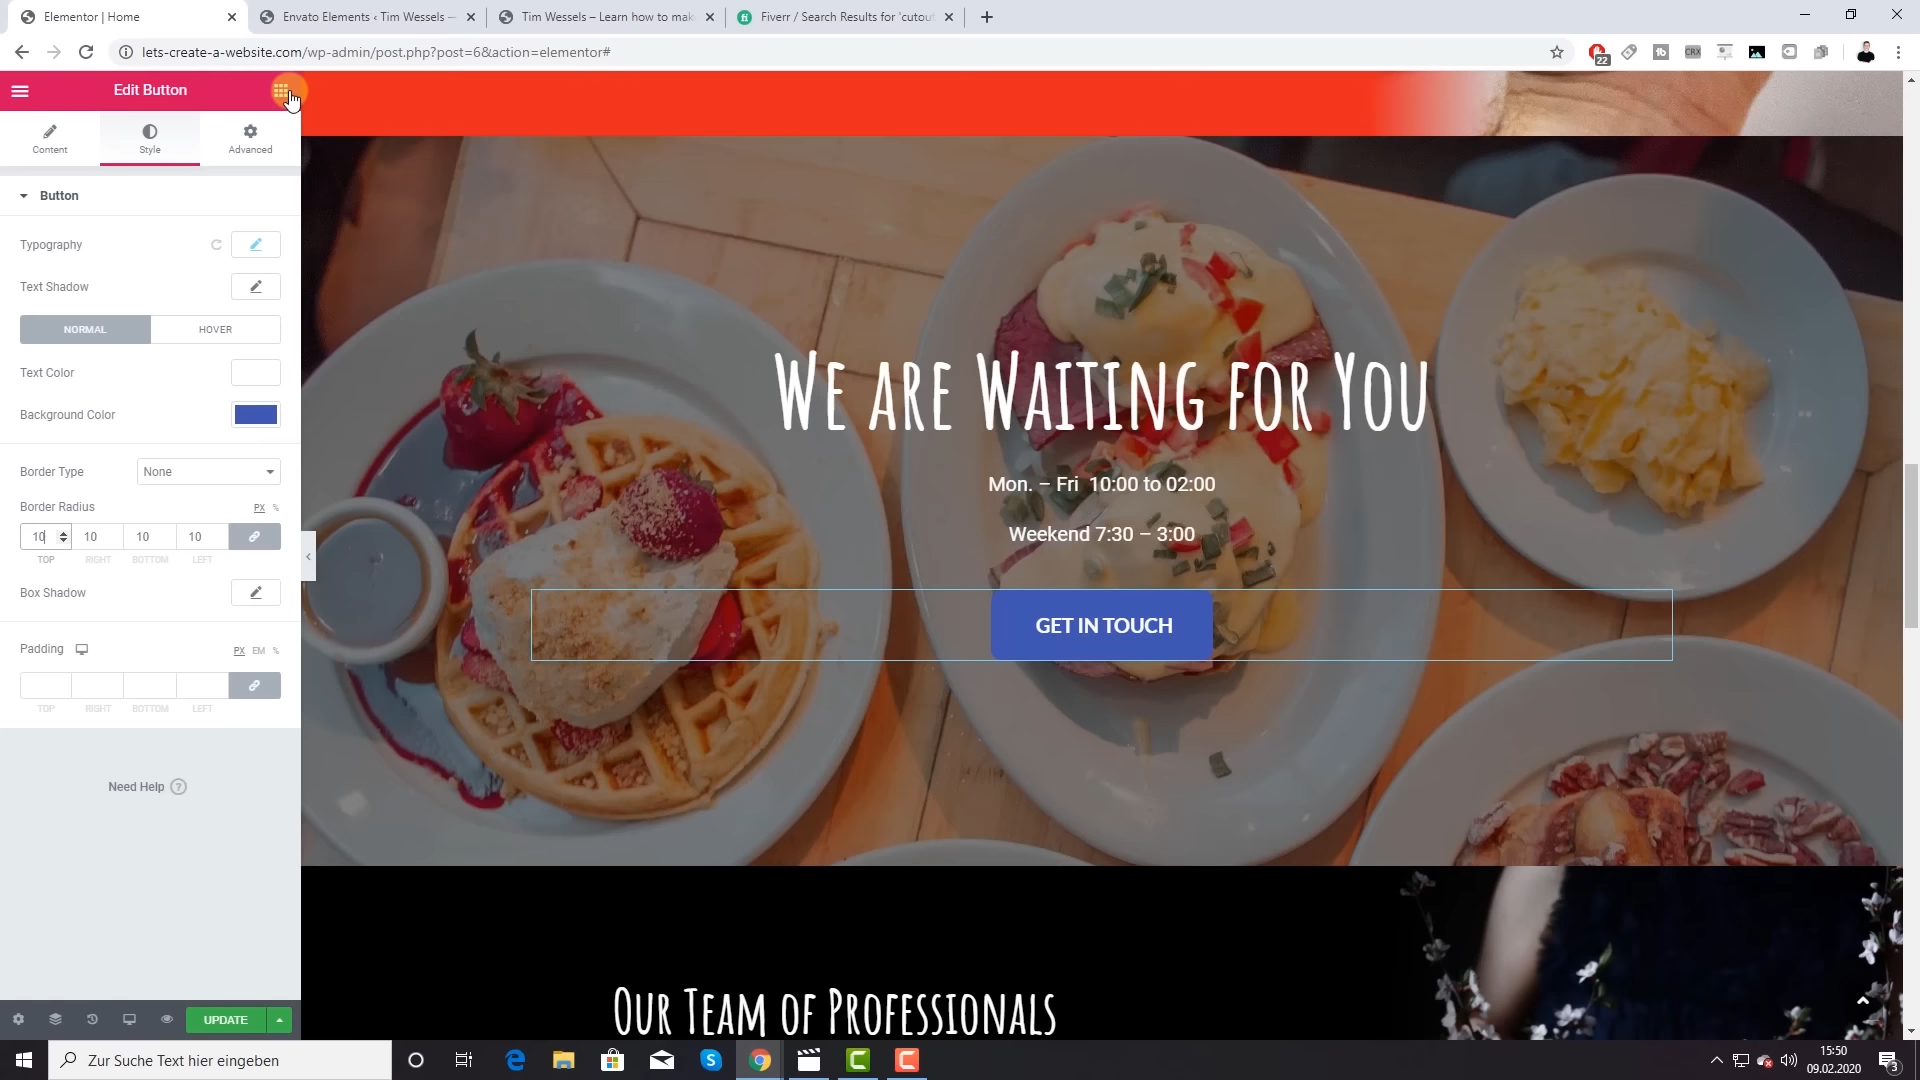 Elementor | Home
Envato Elements ‹ Tim Wessels —
Tim Wessels – Learn how to mak
Fiverr / Search Results for 'cutout
lets-create-a-website.com/wp-admin/post.php?post=6&action=elementor#
22
CRX
Edit Button
Content
Style
Advanced
Button
Typography
Text Shadow
NORMAL
HOVER
Text Color
Background Color
Border Type
None
Border Radius
PX %
10 10 10 10
TOP RIGHT BOTTOM LEFT
Box Shadow
Padding
PX EM %
TOP RIGHT BOTTOM LEFT
Need Help ?
UPDATE
We are Waiting for You
Mon. – Fri  10:00 to 02:00
Weekend 7:30 – 3:00
GET IN TOUCH
Our Team of Professionals
Zur Suche Text hier eingeben
15:50
09.02.2020
3